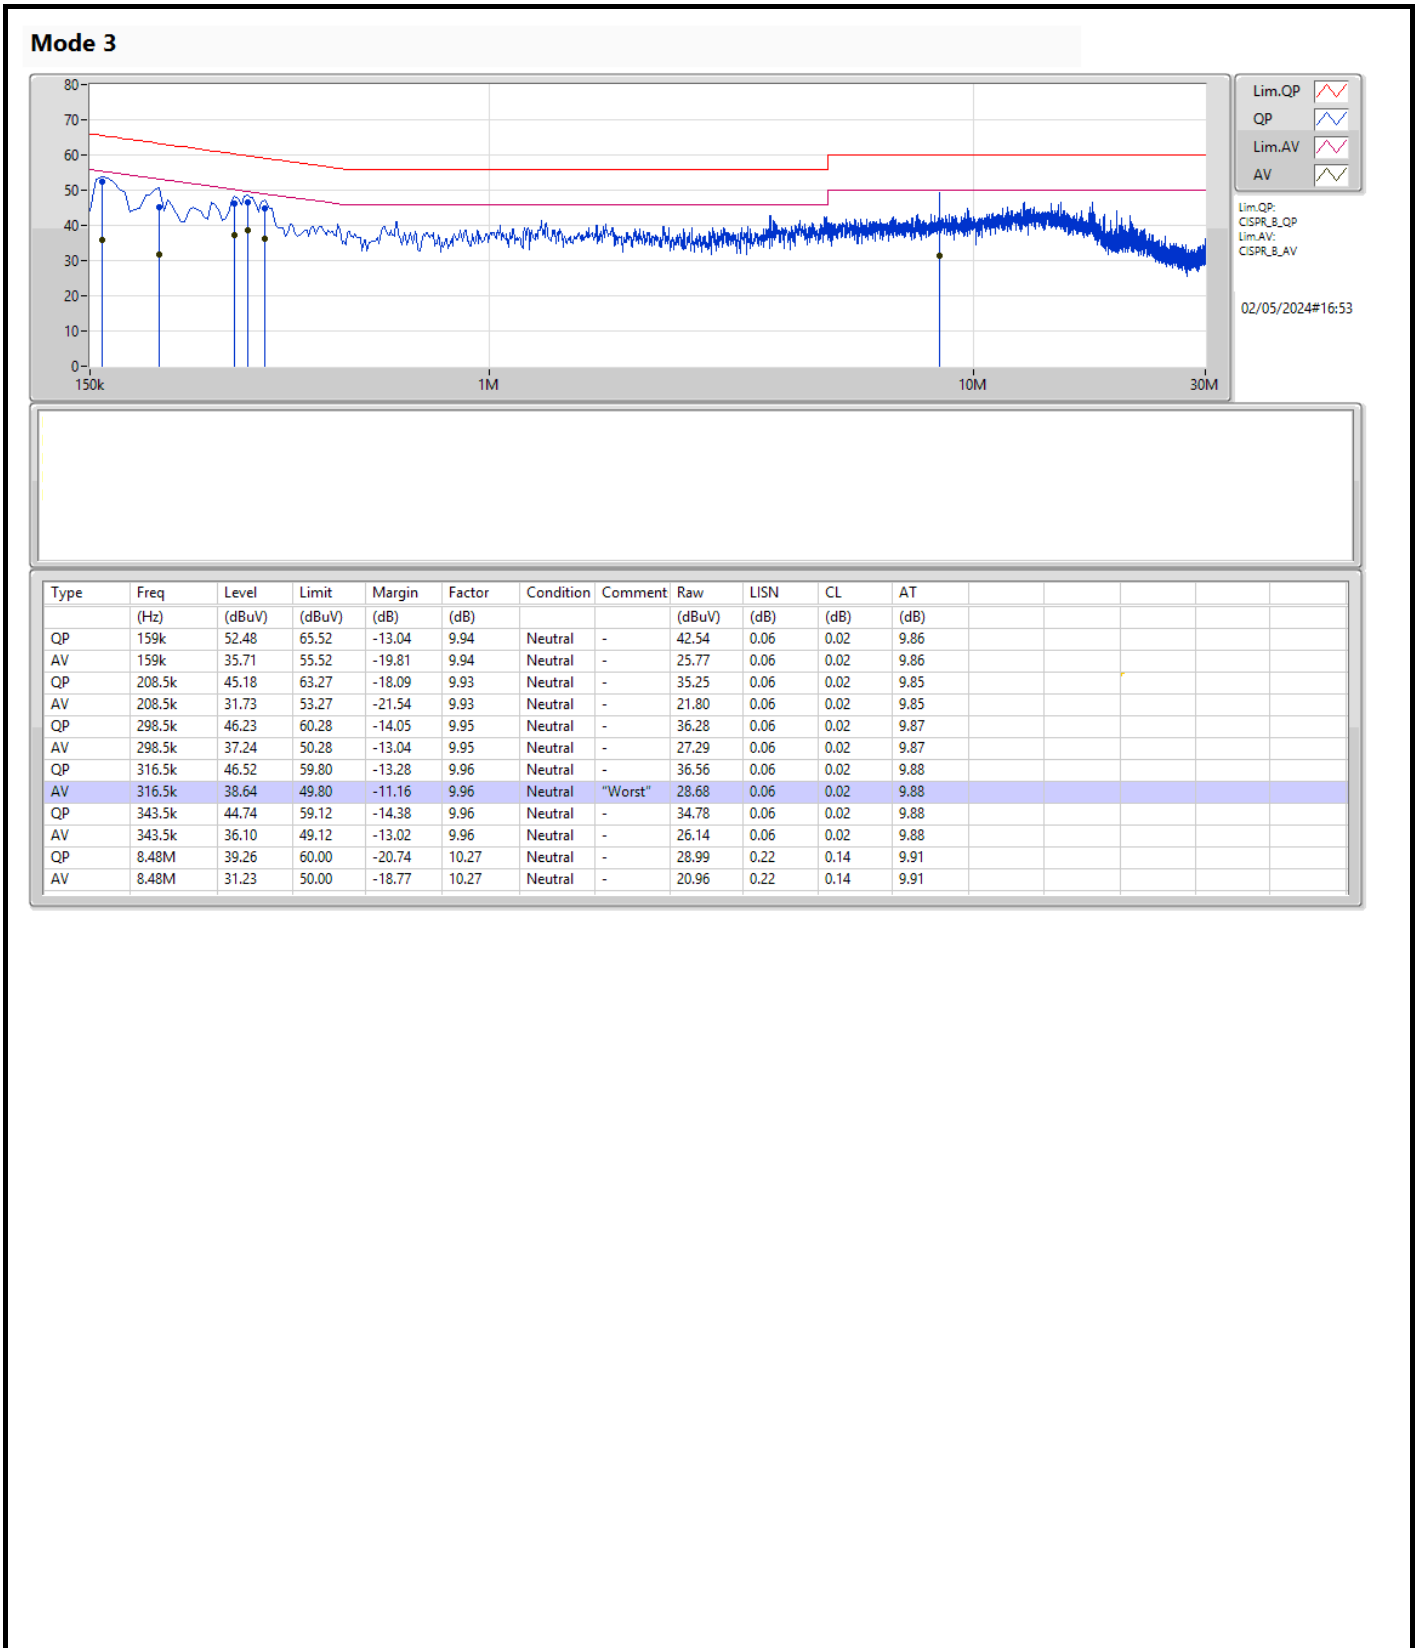 Mode 3
80
70
60
50
40
30
20
10
0
150k 1M 10M 30M
Lim.QP
QP
Lim.AV
AV
Lim.QP:
CISPR_B_QP
Lim.AV:
CISPR_B_AV
02/05/2024#16:53
Type Freq Level Limit Margin Factor Condition Comment Raw LISN CL AT
(Hz) (dBuV) (dBuV) (dB) (dB) (dBuV) (dB) (dB) (dB)
QP 159k 52.48 65.52 -13.04 9.94 Neutral - 42.54 0.06 0.02 9.86
AV 159k 35.71 55.52 -19.81 9.94 Neutral - 25.77 0.06 0.02 9.86
QP 208.5k 45.18 63.27 -18.09 9.93 Neutral - 35.25 0.06 0.02 9.85
AV 208.5k 31.73 53.27 -21.54 9.93 Neutral - 21.80 0.06 0.02 9.85
QP 298.5k 46.23 60.28 -14.05 9.95 Neutral - 36.28 0.06 0.02 9.87
AV 298.5k 37.24 50.28 -13.04 9.95 Neutral - 27.29 0.06 0.02 9.87
QP 316.5k 46.52 59.80 -13.28 9.96 Neutral - 36.56 0.06 0.02 9.88
AV 316.5k 38.64 49.80 -11.16 9.96 Neutral "Worst" 28.68 0.06 0.02 9.88
QP 343.5k 44.74 59.12 -14.38 9.96 Neutral - 34.78 0.06 0.02 9.88
AV 343.5k 36.10 49.12 -13.02 9.96 Neutral - 26.14 0.06 0.02 9.88
QP 8.48M 39.26 60.00 -20.74 10.27 Neutral - 28.99 0.22 0.14 9.91
AV 8.48M 31.23 50.00 -18.77 10.27 Neutral - 20.96 0.22 0.14 9.91